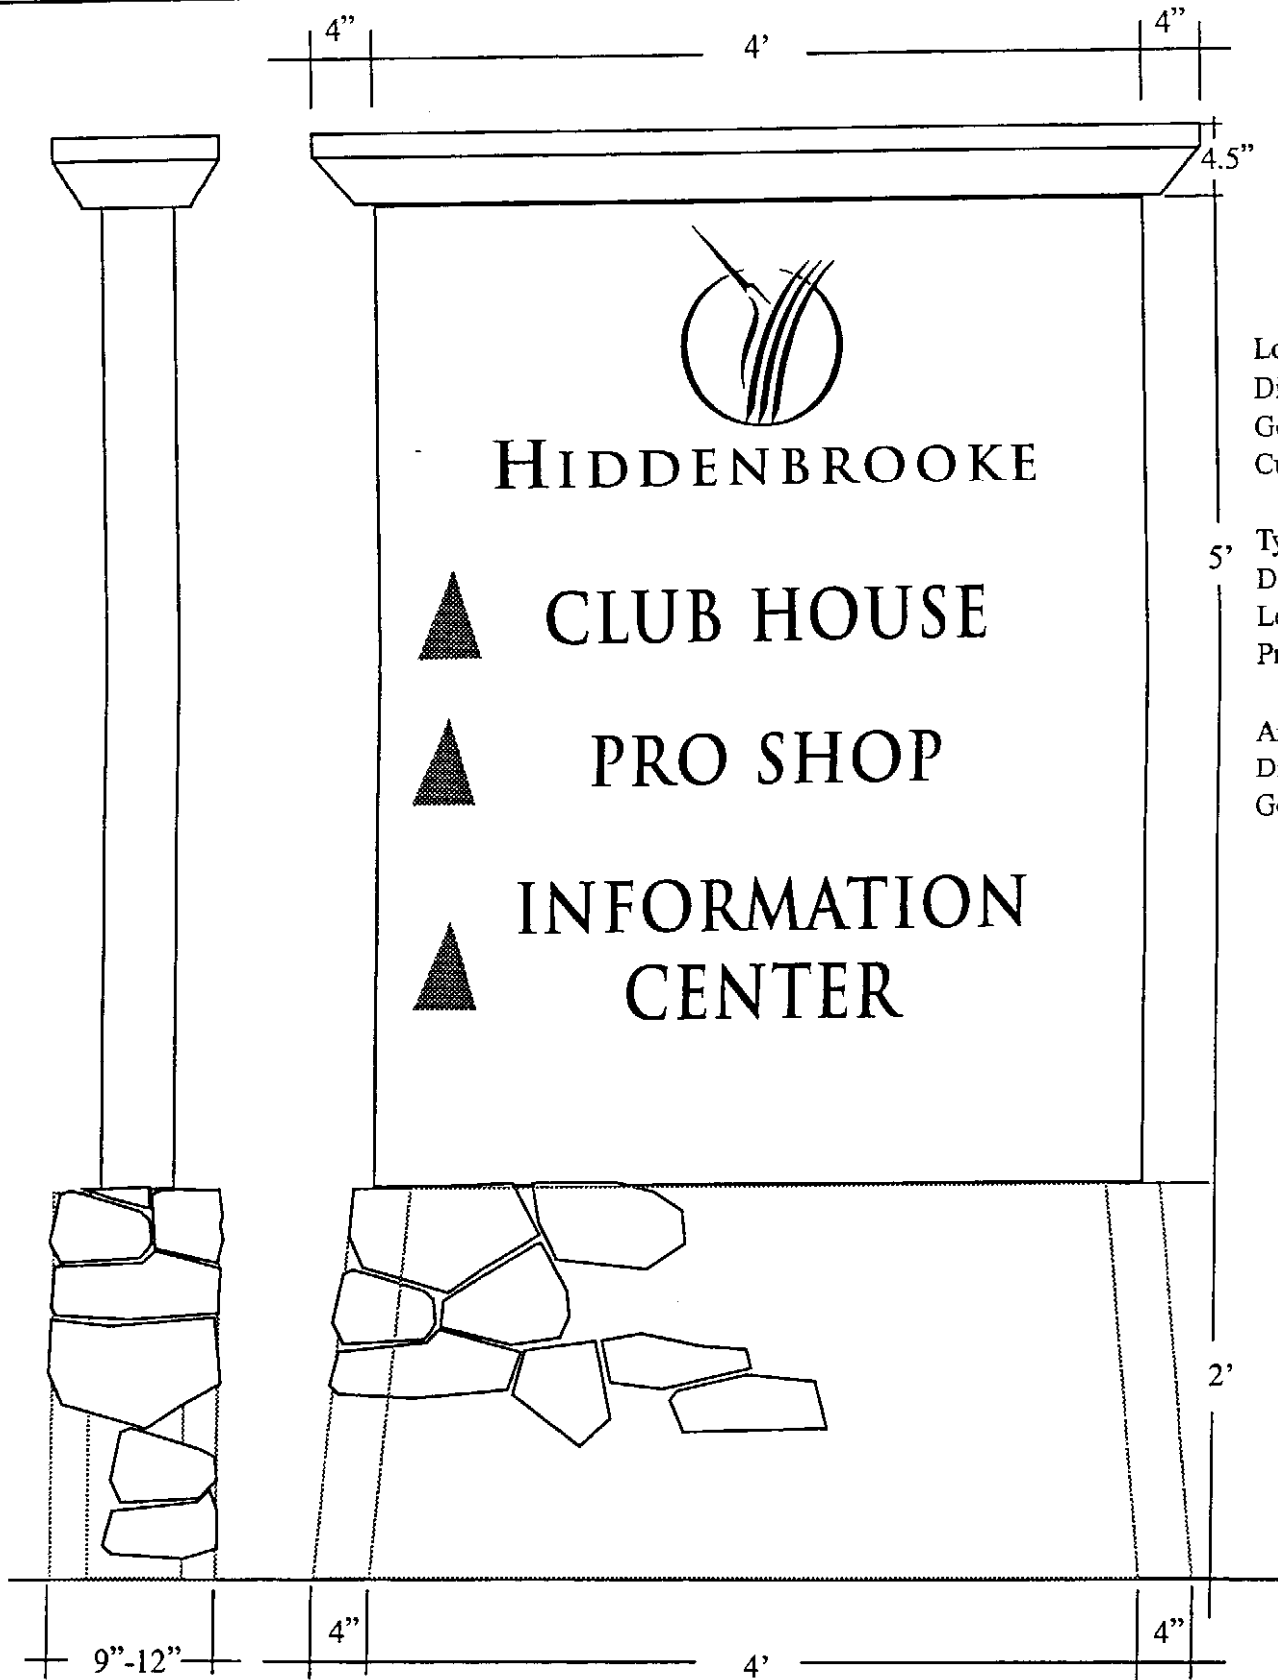 4” 4’ 4”
4.5”
HIDDENBROOKE
5’
CLUB HOUSE
PRO SHOP
INFORMATION
CENTER
2’
4” 4”
9”-12” 4’